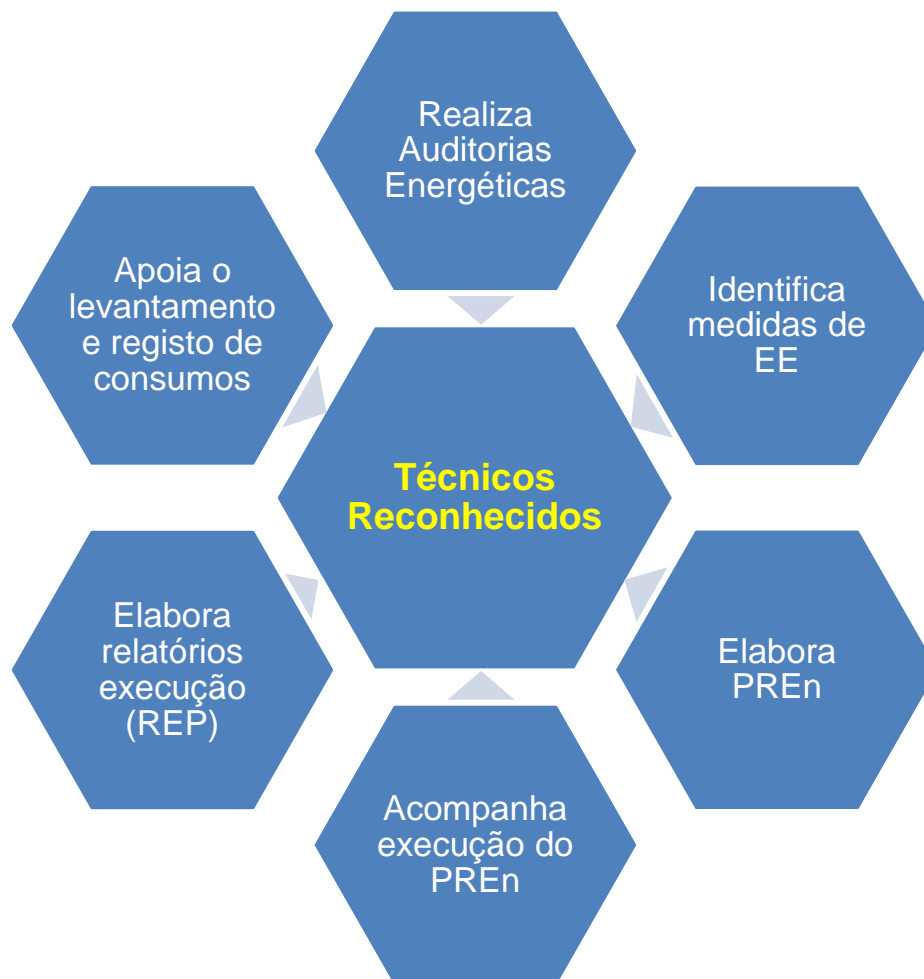 Realiza
Auditorias
Energéticas
Identifica
medidas de
EE
Elabora
PREn
Acompanha
execução do
PREn
Elabora
relatórios
execução
(REP)
Apoia o
levantamento
e registo de
consumos
Técnicos
Reconhecidos